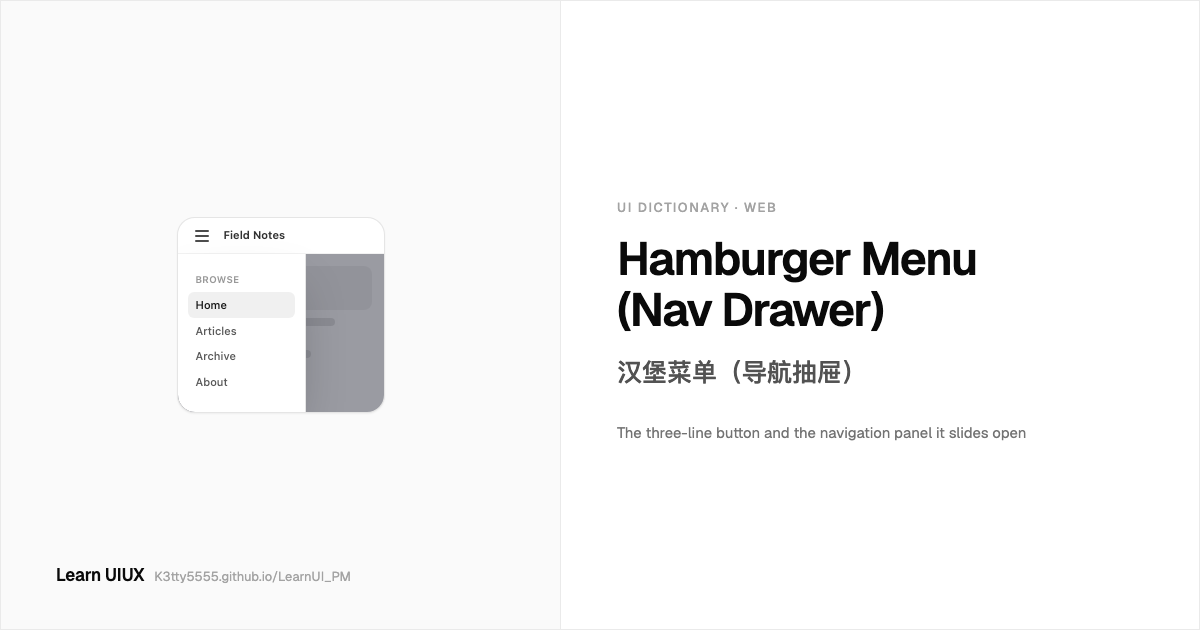 Field Notes
BROWSE
Home
Articles
Archive
About
Learn UIUX K3tty5555.github.io/LearnUI_PM
UI DICTIONARY · WEB
Hamburger Menu
(Nav Drawer)
汉堡菜单（导航抽屉）
The three-line button and the navigation panel it slides open